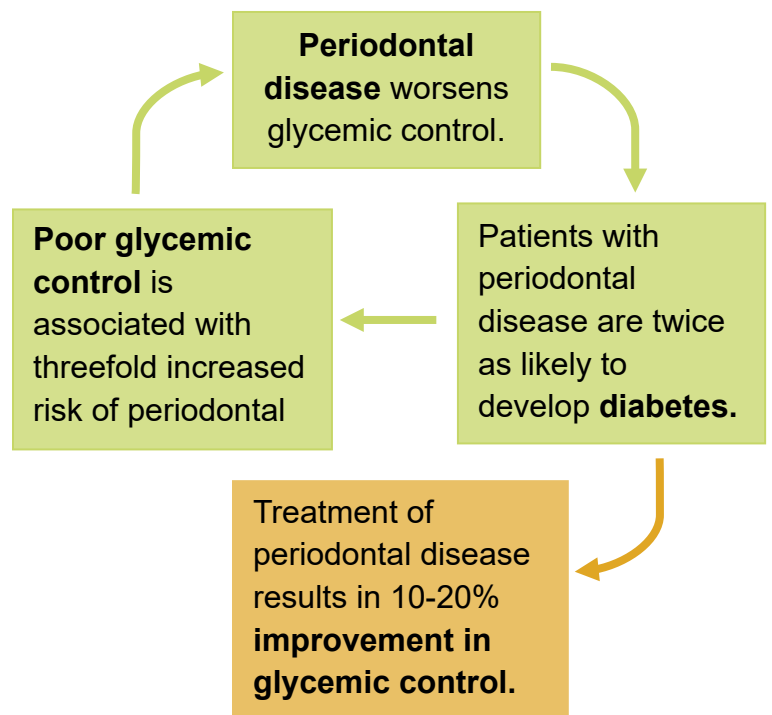 Periodontal
disease worsens
glycemic control.
Patients with
periodontal
disease are twice
as likely to
develop diabetes.
Poor glycemic
control is
associated with
threefold increased
risk of periodontal
Treatment of
periodontal disease
results in 10-20%
improvement in
glycemic control.